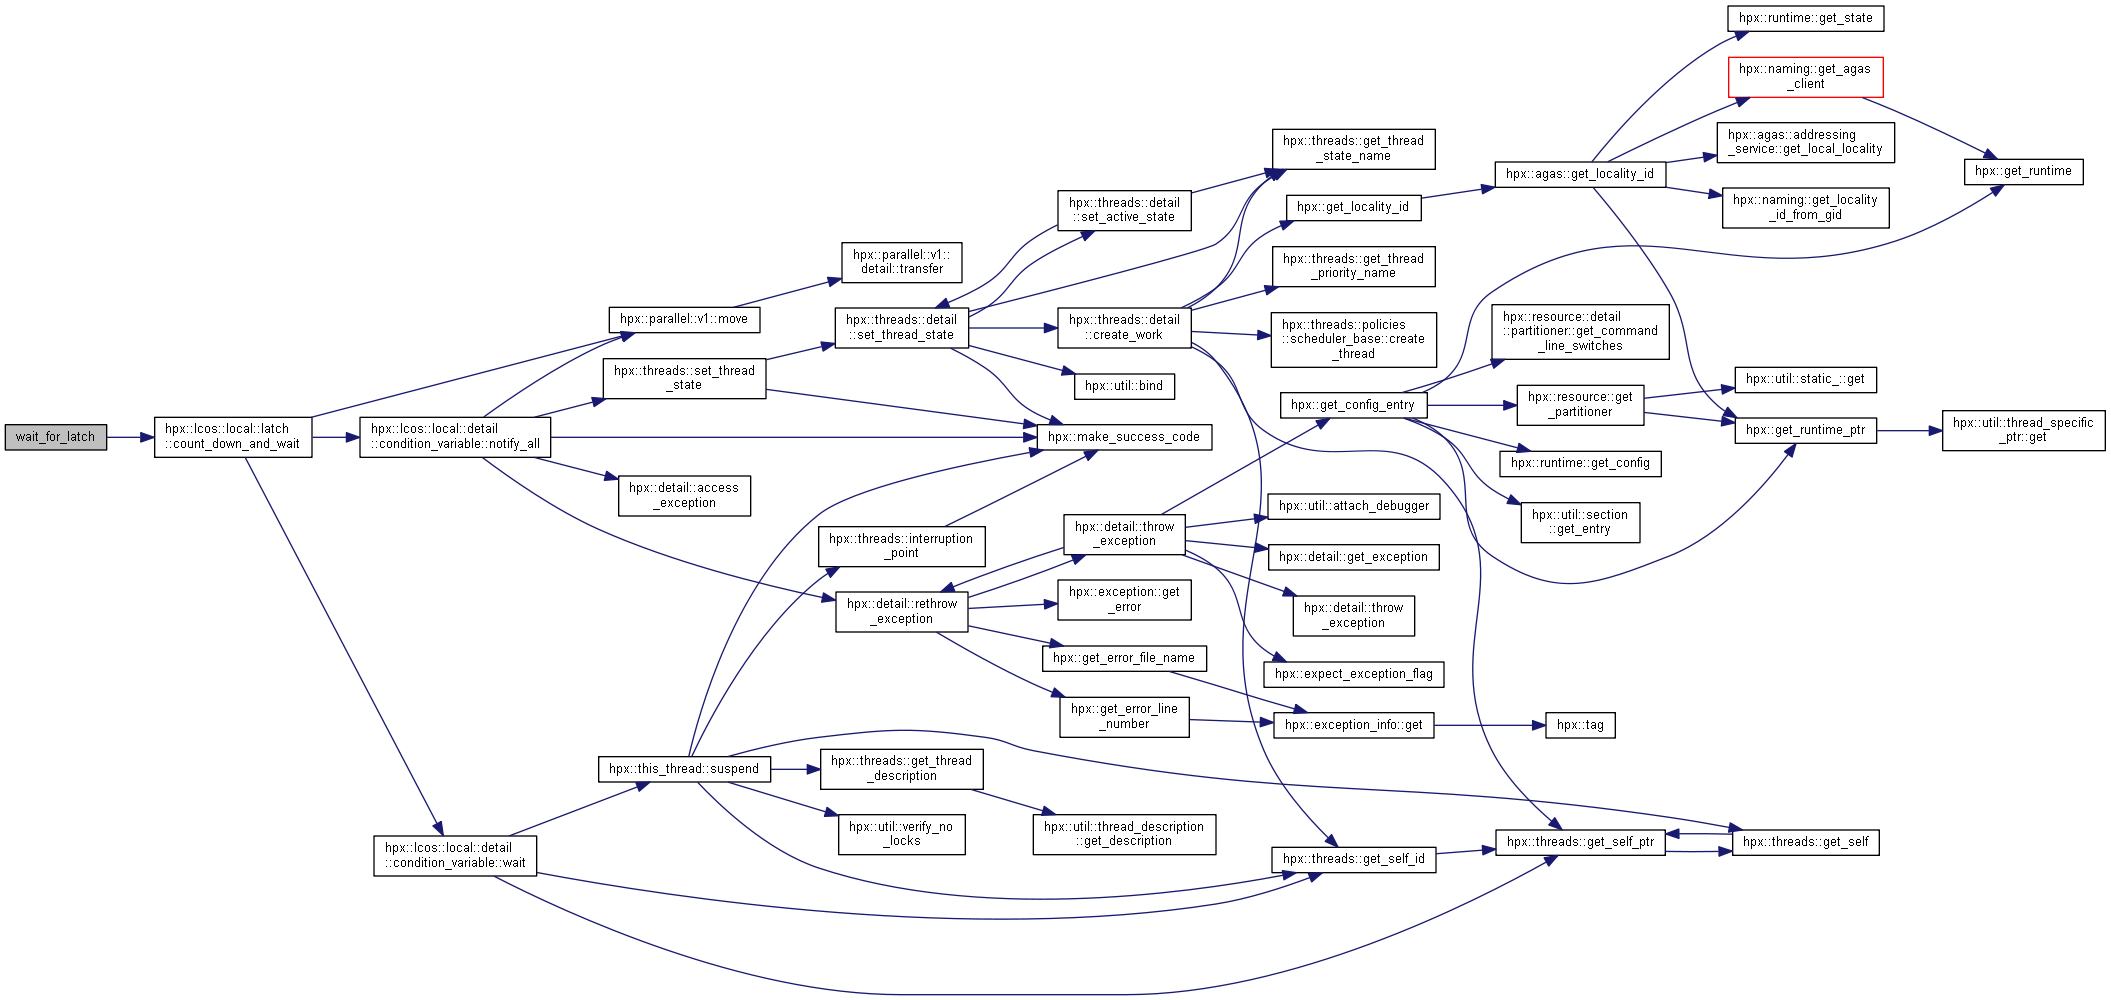 wait_for_latch
hpx::lcos::local::latch
::count_down_and_wait
hpx::lcos::local::detail
::condition_variable::notify_all
hpx::lcos::local::detail
::condition_variable::wait
hpx::parallel::v1::move
hpx::threads::set_thread
_state
hpx::detail::access
_exception
hpx::this_thread::suspend
hpx::parallel::v1::
detail::transfer
hpx::threads::detail
::set_thread_state
hpx::threads::interruption
_point
hpx::detail::rethrow
_exception
hpx::threads::get_thread
_description
hpx::util::verify_no
_locks
hpx::threads::detail
::set_active_state
hpx::threads::detail
::create_work
hpx::util::bind
hpx::make_success_code
hpx::detail::throw
_exception
hpx::exception::get
_error
hpx::get_error_file_name
hpx::get_error_line
_number
hpx::util::thread_description
::get_description
hpx::threads::get_thread
_state_name
hpx::get_locality_id
hpx::threads::get_thread
_priority_name
hpx::threads::policies
::scheduler_base::create
_thread
hpx::get_config_entry
hpx::util::attach_debugger
hpx::detail::get_exception
hpx::detail::throw
_exception
hpx::expect_exception_flag
hpx::exception_info::get
hpx::threads::get_self_id
hpx::agas::get_locality_id
hpx::resource::detail
::partitioner::get_command
_line_switches
hpx::resource::get
_partitioner
hpx::runtime::get_config
hpx::util::section
::get_entry
hpx::tag
hpx::threads::get_self_ptr
hpx::runtime::get_state
hpx::naming::get_agas
_client
hpx::agas::addressing
_service::get_local_locality
hpx::naming::get_locality
_id_from_gid
hpx::util::static_::get
hpx::get_runtime_ptr
hpx::threads::get_self
hpx::get_runtime
hpx::util::thread_specific
_ptr::get